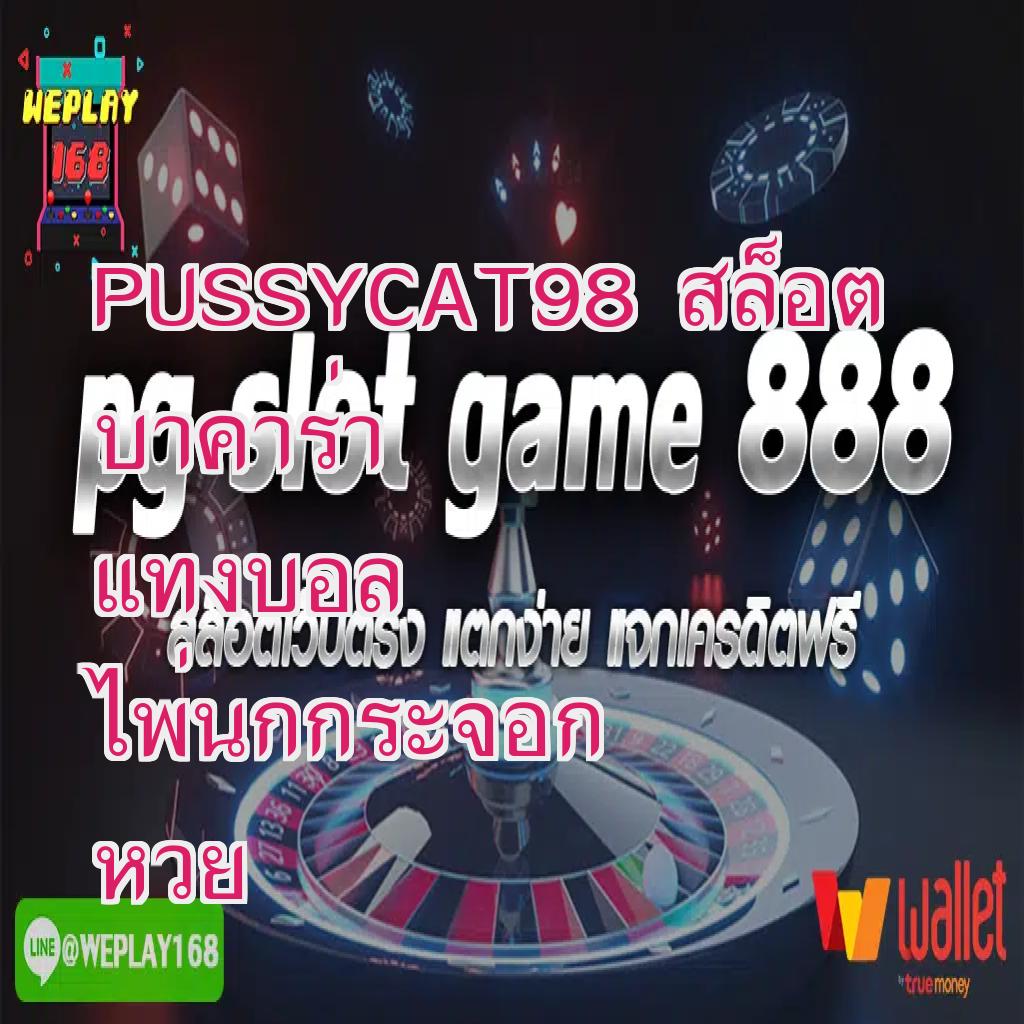 WEPLAY
168
PUSSYCAT98 สล็อต
pg slot game 888
บาคาร่า
แทงบอล
สล็อตเว็บตรง แตกง่าย แจกเครดิตฟรี
ไพ่นกกระจอก
หวย
LINE @WEPLAY168
wallet
by truemoney